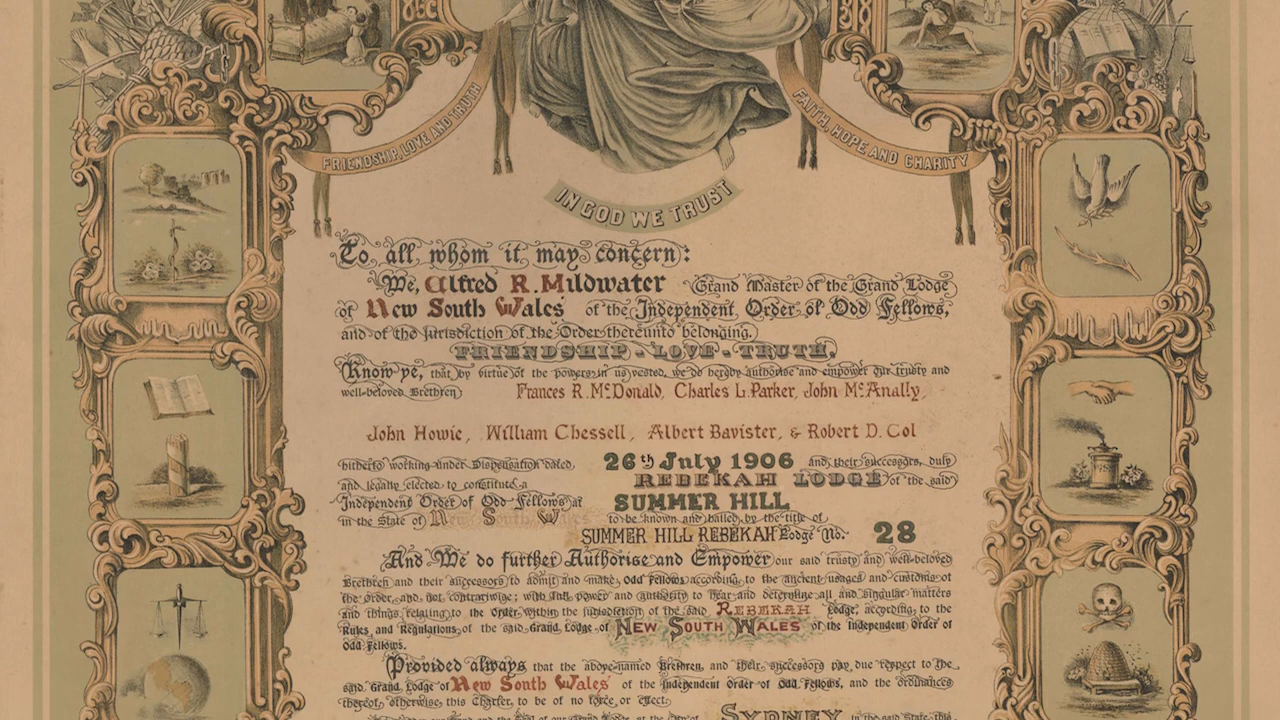 FRIENDSHIP, LOVE AND TRUTH
FAITH, HOPE AND CHARITY
IN GOD WE TRUST
To all whom it may concern:
We, Alfred R. Mildwater Grand Master of the Grand Lodge
of New South Wales of the Independent Order of Odd Fellows,
and of the jurisdiction of the Order thereunto belonging.
FRIENDSHIP - LOVE - TRUTH.
Know ye, that by virtue of the powers in us vested, we do hereby authorise and empower our trusty and
well-beloved Brethren Frances R. McDonald, Charles L. Parker, John McAnally,
John Howie, William Chessell, Albert Bavister, & Robert D. Col
hitherto working under Dispensation dated, 26th July 1906 and their successors, duly
and legally elected to constitute a REBEKAH LODGE of the said
Independent Order of Odd Fellows at SUMMER HILL
in the State of New South Wales to be known and hailed by the title of
SUMMER HILL REBEKAH Lodge No. 28
And We do further Authorise and Empower our said trusty and well-beloved
Brethren and their successors to admit and make Odd Fellows according to the ancient usages and customs of
the order, and not contrariwise; with full power and authority to hear and determine all and singular matters
and things relating to the Order within the jurisdiction of the said REBEKAH Lodge, according to the
Rules and Regulations of the said Grand Lodge of NEW SOUTH WALES of the Independent Order of
Odd Fellows.
Provided always that the above-named Brethren, and their successors pay due respect to the
said Grand Lodge of New South Wales of the Independent Order of Odd Fellows, and the ordinances
thereof, otherwise, this Charter, to be of no force, or effect.
SYDNEY in the said State, this